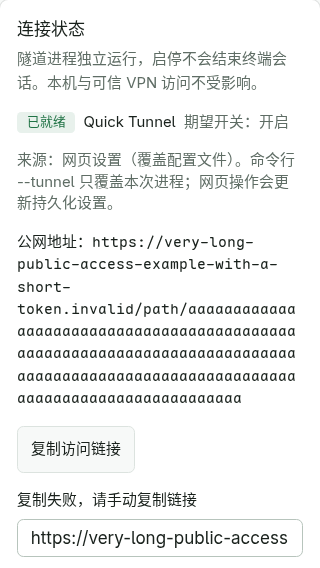 连接状态
隧道进程独立运行，启停不会结束终端会
话。本机与可信 VPN 访问不受影响。
已就绪 Quick Tunnel 期望开关：开启
来源：网页设置（覆盖配置文件）。命令行
--tunnel 只覆盖本次进程；网页操作会更
新持久化设置。
公网地址：https://very-long-
public-access-example-with-a-
short-
token.invalid/path/aaaaaaaaaaaa
aaaaaaaaaaaaaaaaaaaaaaaaaaaaaaa
aaaaaaaaaaaaaaaaaaaaaaaaaaaaaaa
aaaaaaaaaaaaaaaaaaaaaaaaaaaaaaa
aaaaaaaaaaaaaaaaaaaaaaaaa
复制访问链接
复制失败，请手动复制链接
https://very-long-public-access